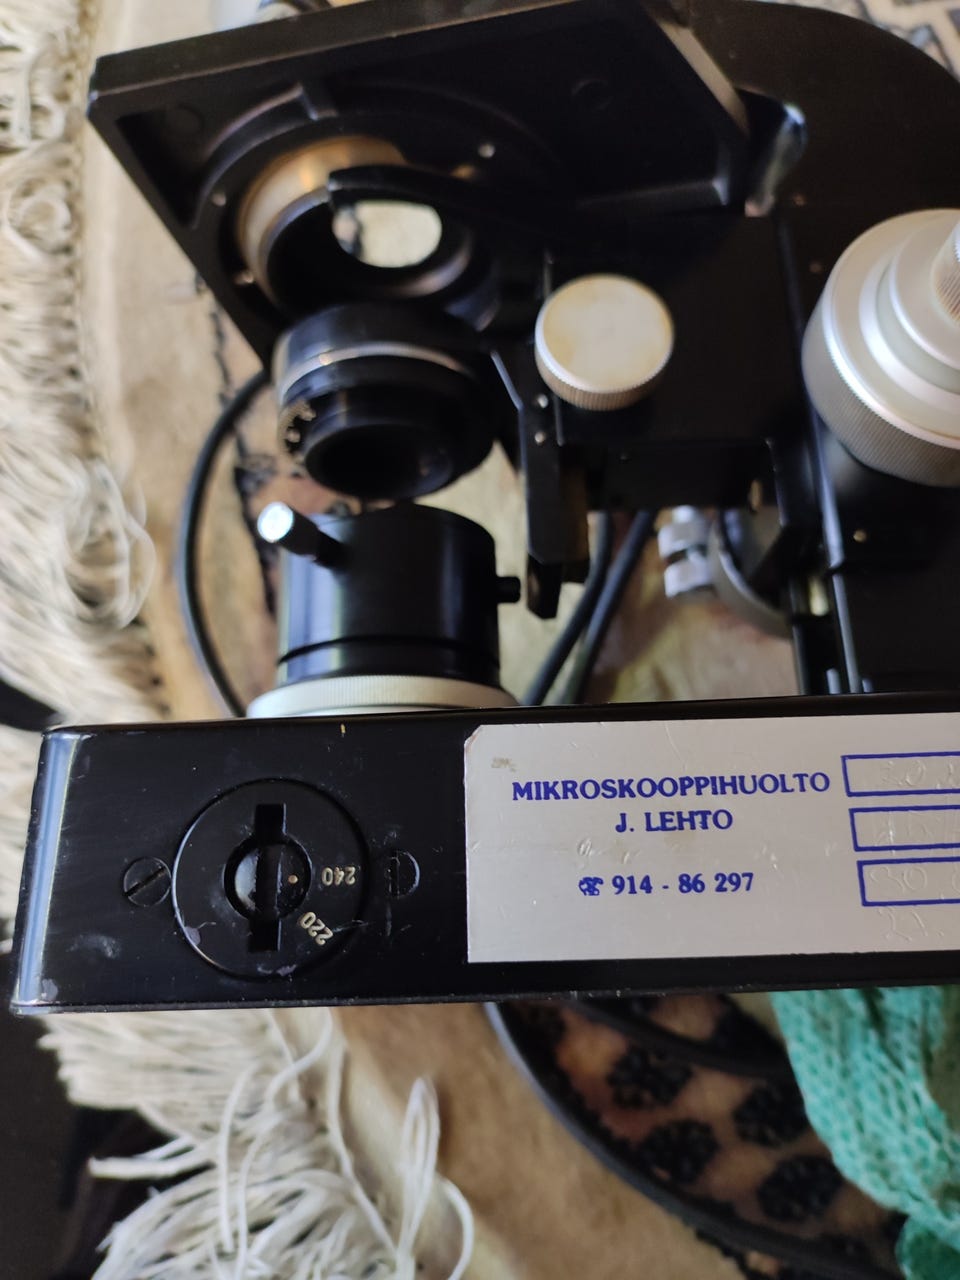 MIKROSKOOPPIHUOLTO
J. LEHTO
☎ 914 - 86 297
240
220